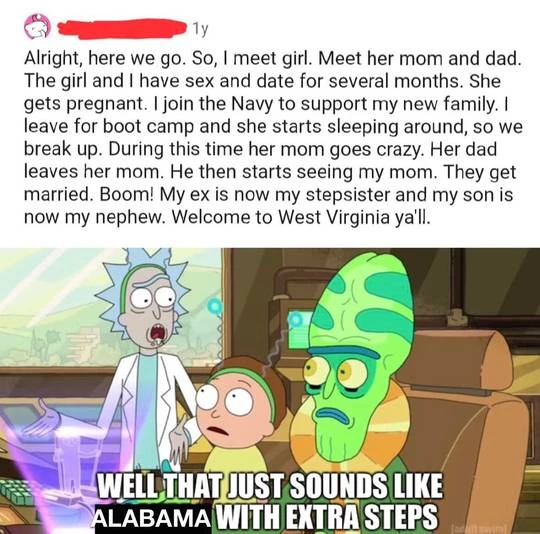 1y
Alright, here we go. So, I meet girl. Meet her mom and dad.
The girl and I have sex and date for several months. She
gets pregnant. I join the Navy to support my new family. I
leave for boot camp and she starts sleeping around, so we
break up. During this time her mom goes crazy. Her dad
leaves her mom. He then starts seeing my mom. They get
married. Boom! My ex is now my stepsister and my son is
now my nephew. Welcome to West Virginia ya'll.
WELL THAT JUST SOUNDS LIKE
ALABAMA WITH EXTRA STEPS
[adult swim]